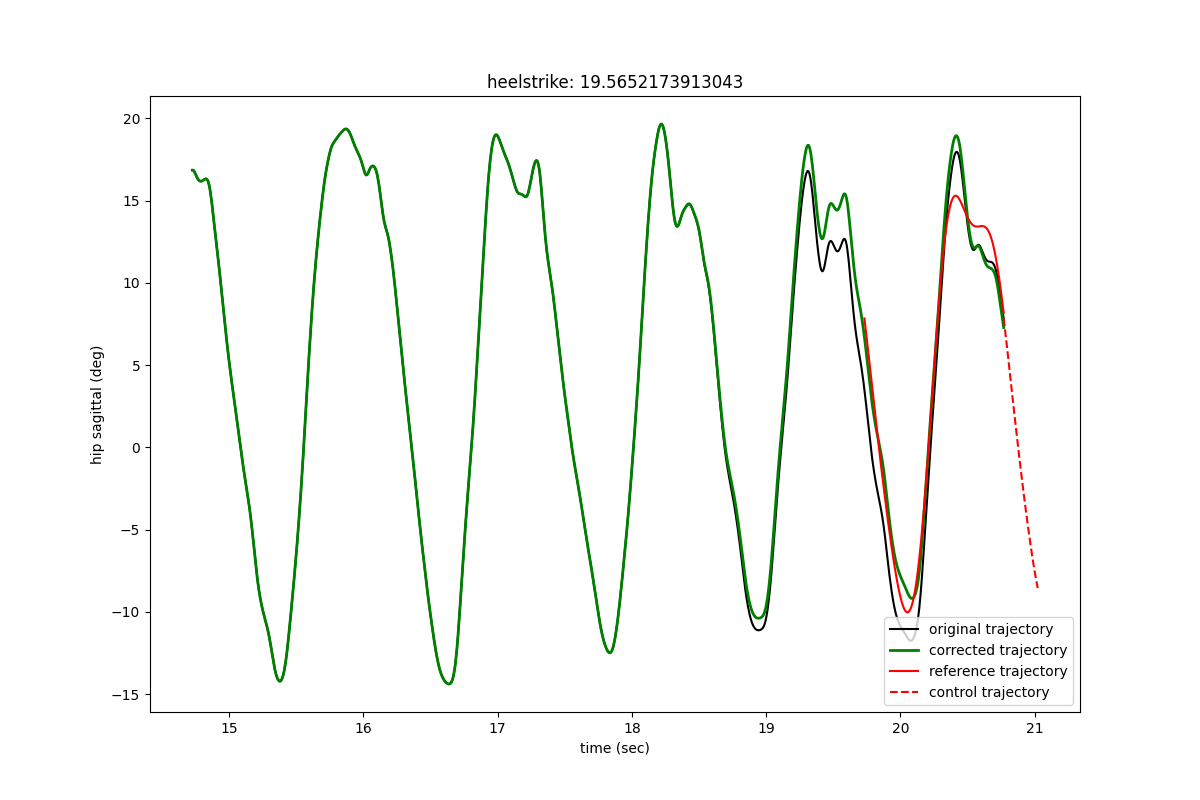 heelstrike: 19.5652173913043
20
15
10
5
0
−5
−10
−15
hip sagittal (deg)
15 16 17 18 19 20 21
time (sec)
original trajectory
corrected trajectory
reference trajectory
control trajectory